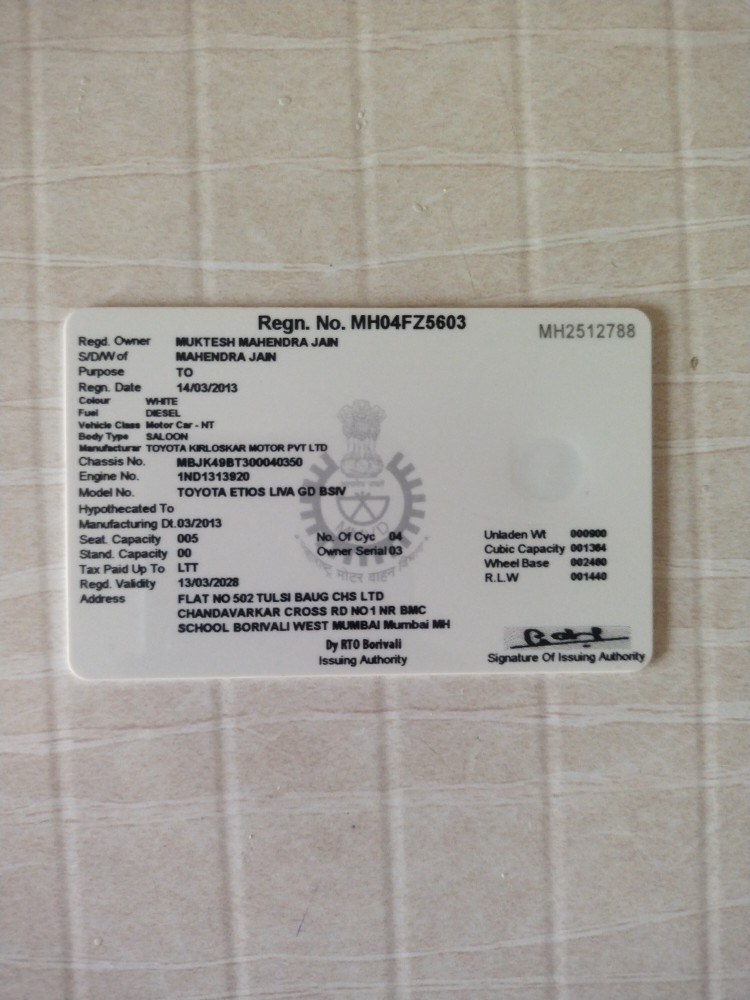 Regn. No. MH04FZ5603
MH2512788
Regd. Owner MUKTESH MAHENDRA JAIN
S/D/W of MAHENDRA JAIN
Purpose TO
Regn. Date 14/03/2013
Colour WHITE
Fuel DIESEL
Vehicle Class Motor Car - NT
Body Type SALOON
Manufacturar TOYOTA KIRLOSKAR MOTOR PVT LTD
Chassis No. MBJK49BT300040350
Engine No. 1ND1313920
Model No. TOYOTA ETIOS LIVA GD BSIV
Hypothecated To
Manufacturing Dt. 03/2013
Seat. Capacity 005 No. Of Cyc 04 Unladen Wt 000900
Stand. Capacity 00 Owner Serial 03 Cubic Capacity 001364
Tax Paid Up To LTT Wheel Base 002460
Regd. Validity 13/03/2028 R.L.W 001440
Address FLAT NO 502 TULSI BAUG CHS LTD
CHANDAVARKAR CROSS RD NO1 NR BMC
SCHOOL BORIVALI WEST MUMBAI Mumbai MH
Dy RTO Borivali
Issuing Authority
Signature Of Issuing Authority
मोटर वाहन